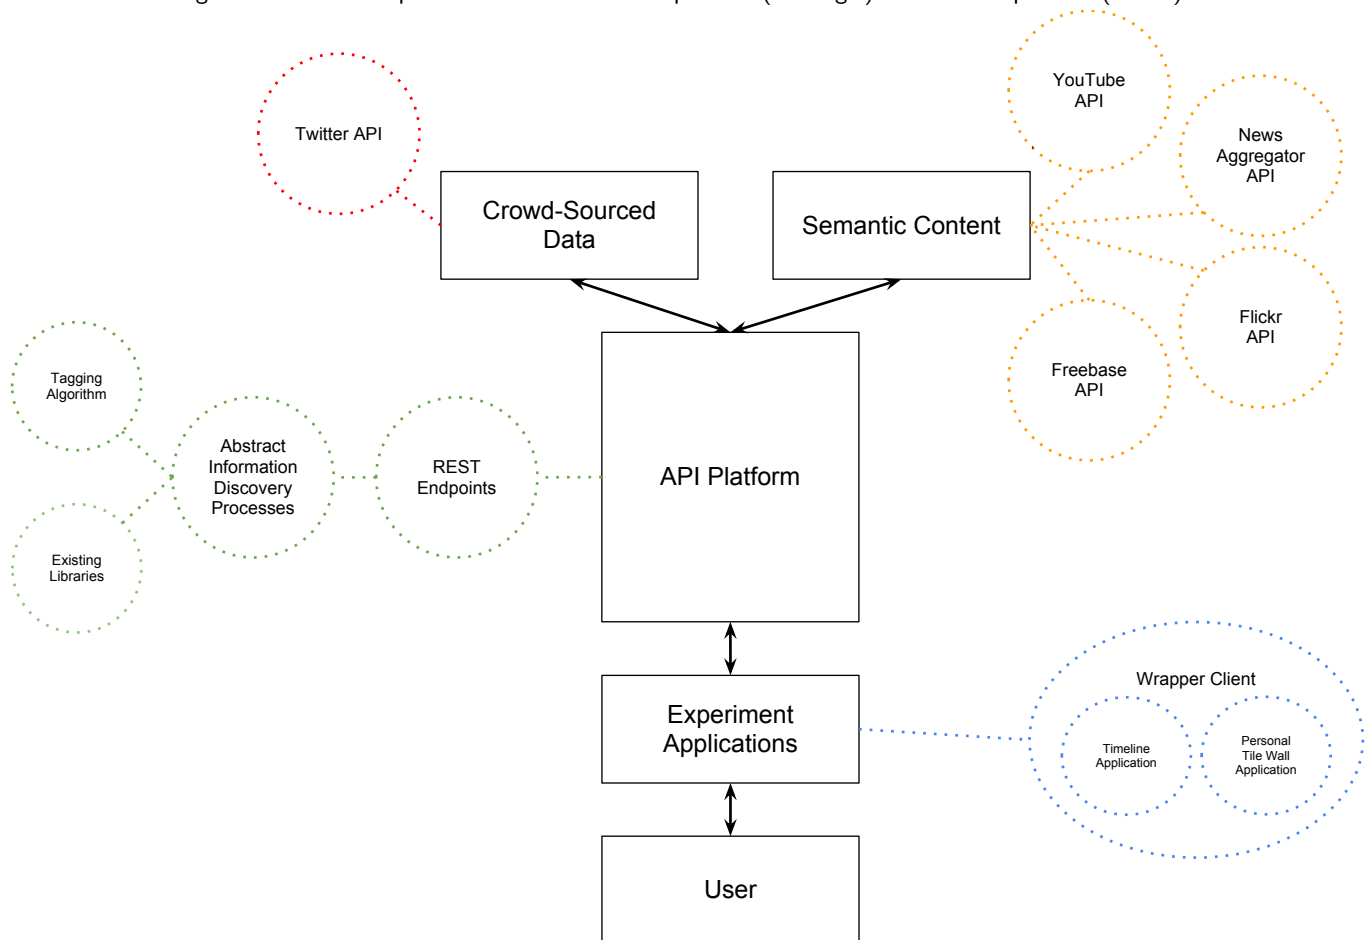 YouTube
API
News
Aggregator
API
Twitter API
Crowd-Sourced
Data
Semantic Content
Flickr
API
Freebase
API
Tagging
Algorithm
Abstract
Information
Discovery
Processes
REST
Endpoints
API Platform
Existing
Libraries
Wrapper Client
Experiment
Applications
Timeline
Application
Personal
Tile Wall
Application
User